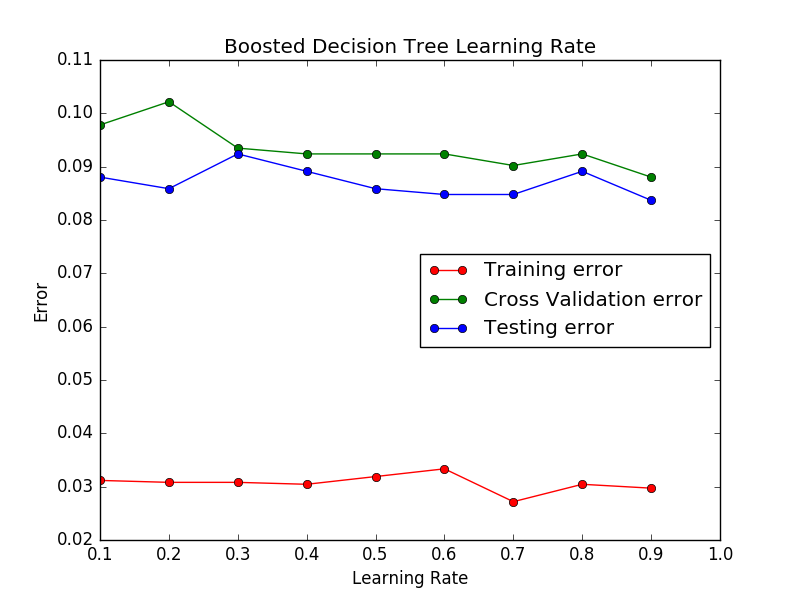 Boosted Decision Tree Learning Rate
0.11
0.10
0.09
0.08
0.07
0.06
0.05
0.04
0.03
0.02
Error
Training error
Cross Validation error
Testing error
0.1 0.2 0.3 0.4 0.5 0.6 0.7 0.8 0.9 1.0
Learning Rate